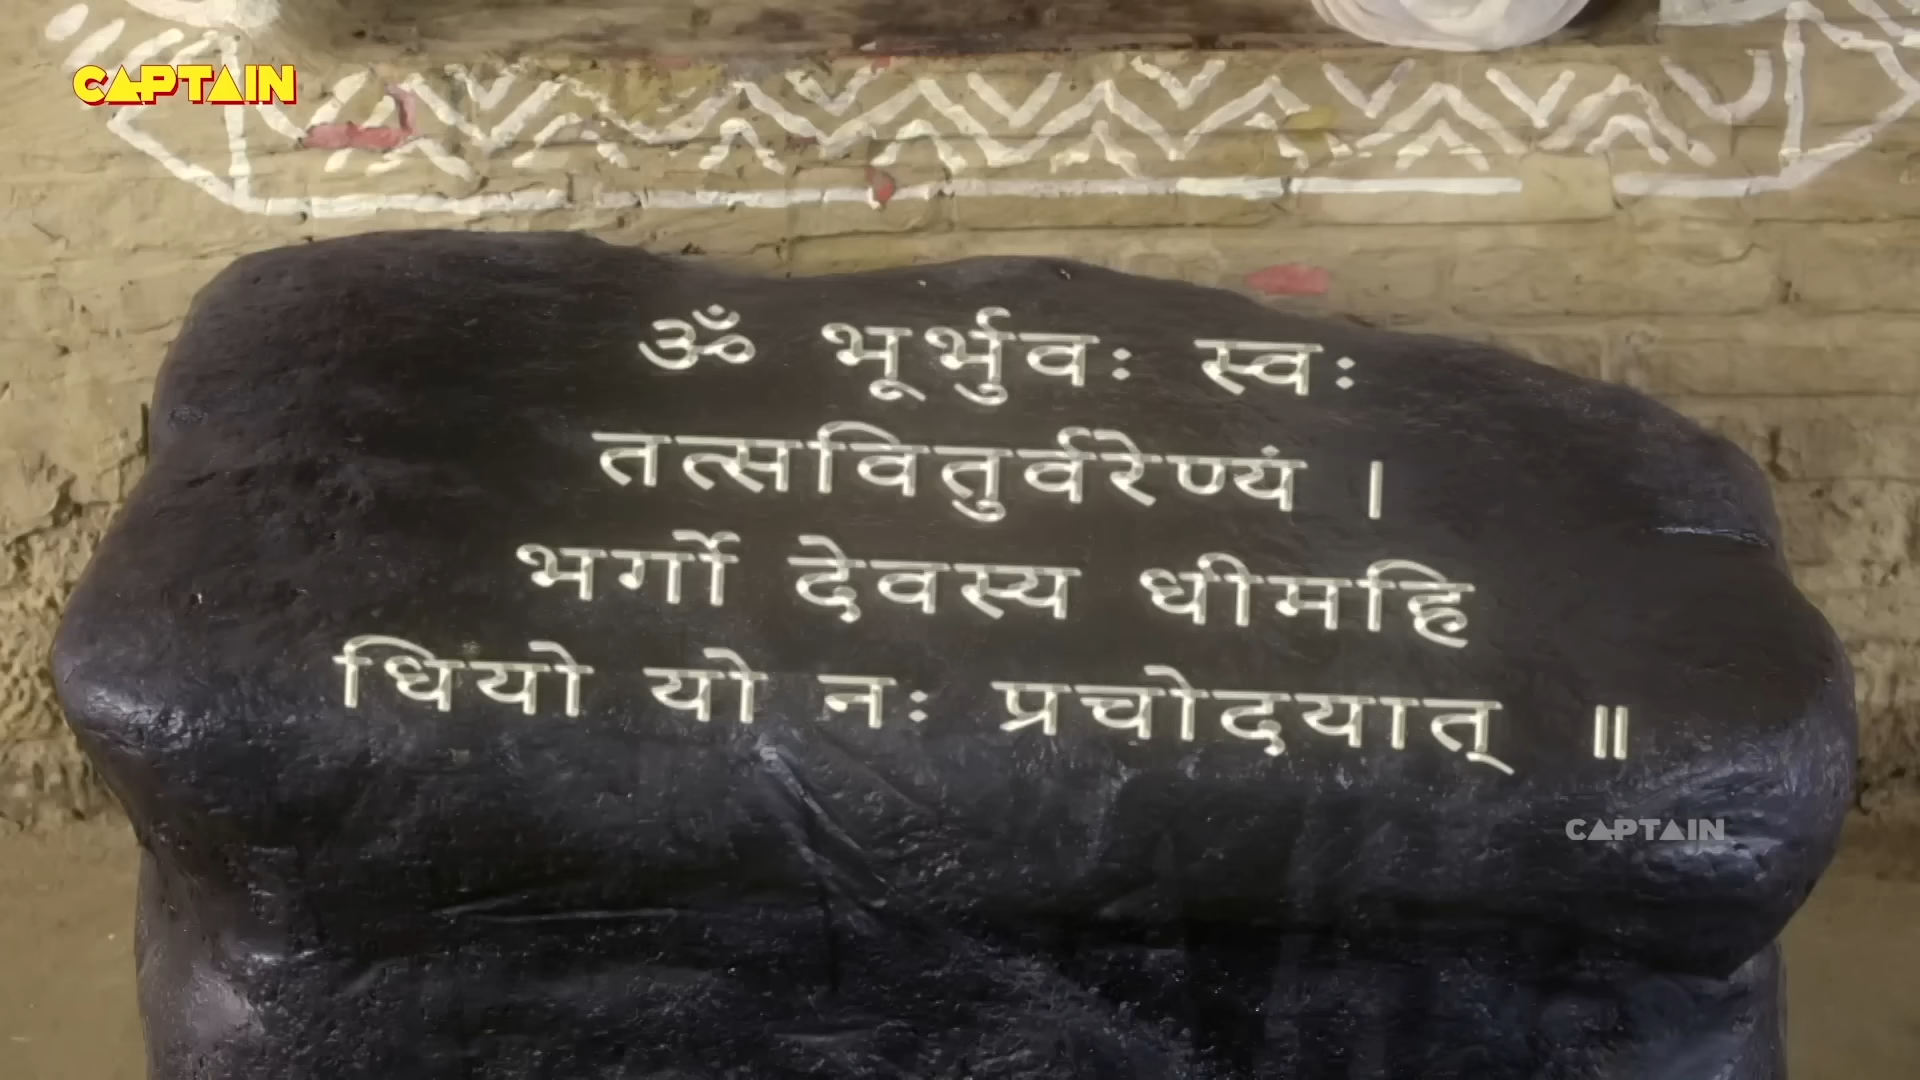 CAPTAIN
ॐ भूर्भुवः स्वः
तत्सवितुर्वरेण्यं ।
भर्गो देवस्य धीमहि
धियो यो नः प्रचोदयात् ॥
CAPTAIN